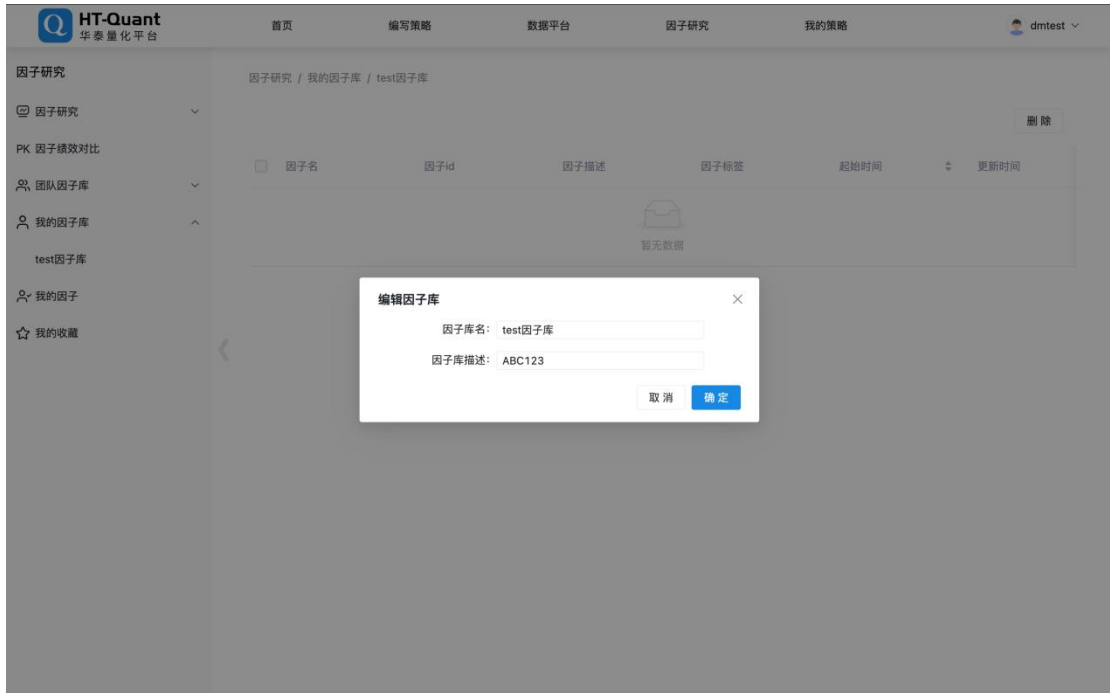 HT-Quant
华泰量化平台
首页 编写策略 数据平台 因子研究 我的策略 dmtest
因子研究
因子研究 / 我的因子库 / test因子库
因子研究
删 除
PK 因子绩效对比
因子名 因子id 因子描述 因子标签 起始时间 更新时间
团队因子库
我的因子库
暂无数据
test因子库
我的因子
我的收藏
编辑因子库
因子库名: test因子库
因子库描述: ABC123
取 消 确 定